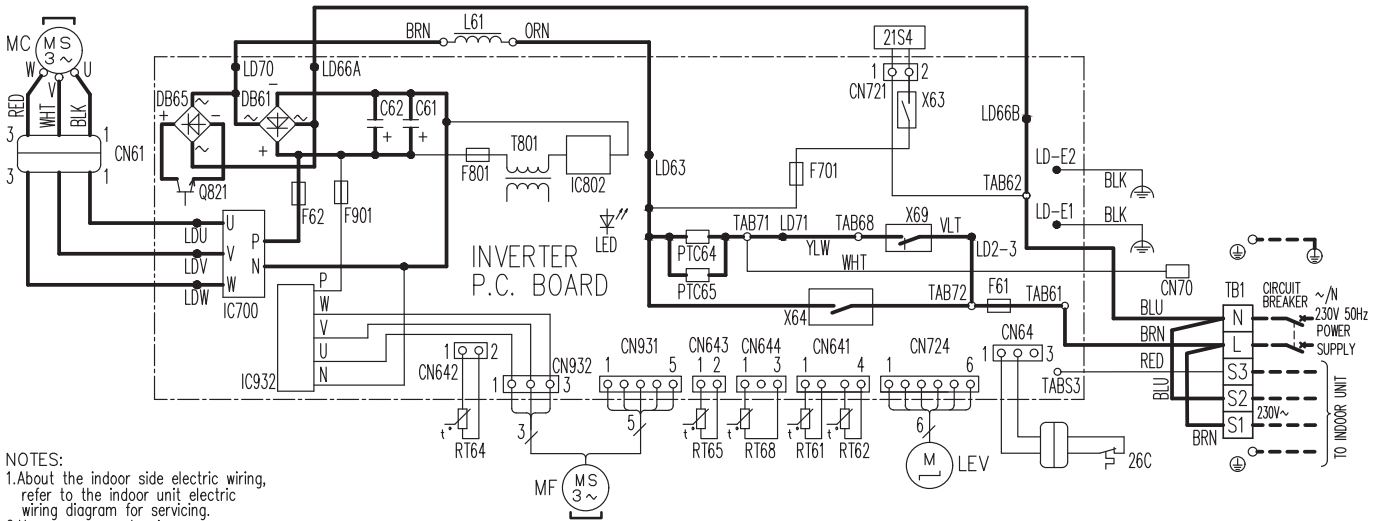 BRN
L61
ORN
MC
MS
3~
W
V
U
RED
WHT
BLK
3
1
CN61
3
1
LD70
LD66A
DB65
~
DB61
-
+
-
~
~
~
+
C62
C61
+
+
Q821
LDU
LDV
LDW
U
V
W
P
N
IC700
F62
F901
F801
T801
IC802
LED
INVERTER
P.C. BOARD
P
W
V
U
N
IC932
21S4
1
2
CN721
X63
F701
LD63
LD66B
LD-E2
BLK
TAB62
LD-E1
BLK
PTC64
PTC65
TAB71
LD71
TAB68
X69
VLT
YLW
LD2-3
WHT
CN70
X64
TAB72
F61
TAB61
BLU
BRN
RED
BLU
BRN
TABS3
TB1
N
L
S3
S2
S1
230V~
CIRCUIT
BREAKER
~/N
230V 50Hz
POWER
SUPPLY
TO INDOOR UNIT
1
2
CN642
t°
RT64
CN932
1
3
3
CN931
1
5
5
MF
MS
3~
CN643
1 2
t°
RT65
CN644
1
3
t°
RT68
CN641
1
4
t°
RT61
t°
RT62
CN724
1
6
6
M
LEV
CN64
1
3
26C
NOTES:
1.About the indoor side electric wiring,
refer to the indoor unit electric
wiring diagram for servicing.